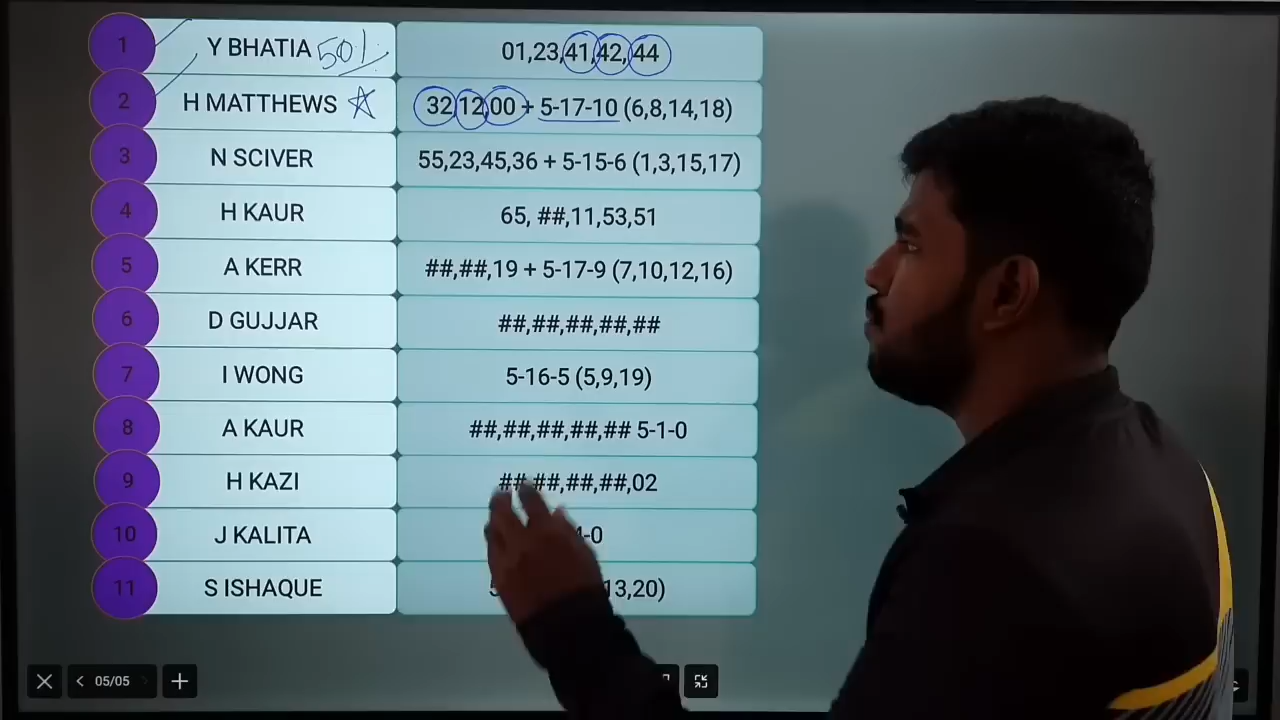 1 Y BHATIA 50% 01,23,41,42,44
2 H MATTHEWS 32,12,00 + 5-17-10 (6,8,14,18)
3 N SCIVER 55,23,45,36 + 5-15-6 (1,3,15,17)
4 H KAUR 65, ##,11,53,51
5 A KERR ##,##,19 + 5-17-9 (7,10,12,16)
6 D GUJJAR ##,##,##,##,##
7 I WONG 5-16-5 (5,9,19)
8 A KAUR ##,##,##,##,## 5-1-0
9 H KAZI ##,##,##,##,02
10 J KALITA -0
11 S ISHAQUE 13,20)
05/05